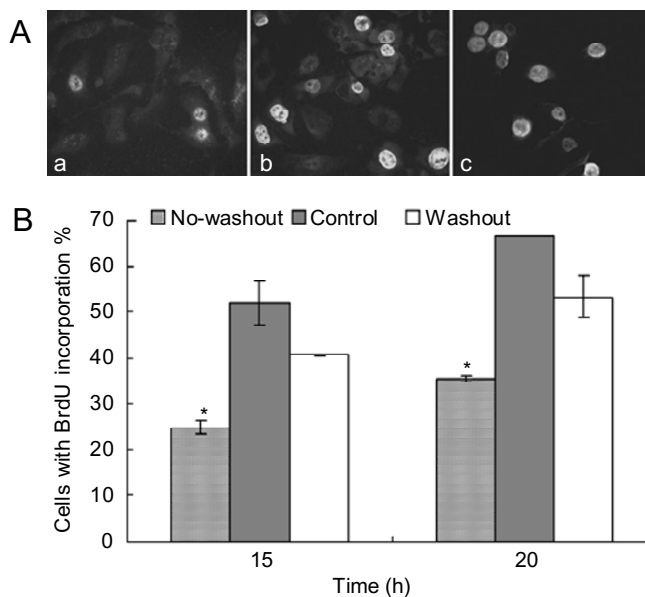 A
a
b
c
B
No-washout Control Washout
Cells with BrdU incorporation %
70
60
50
40
30
20
10
0
*
*
15 20
Time (h)